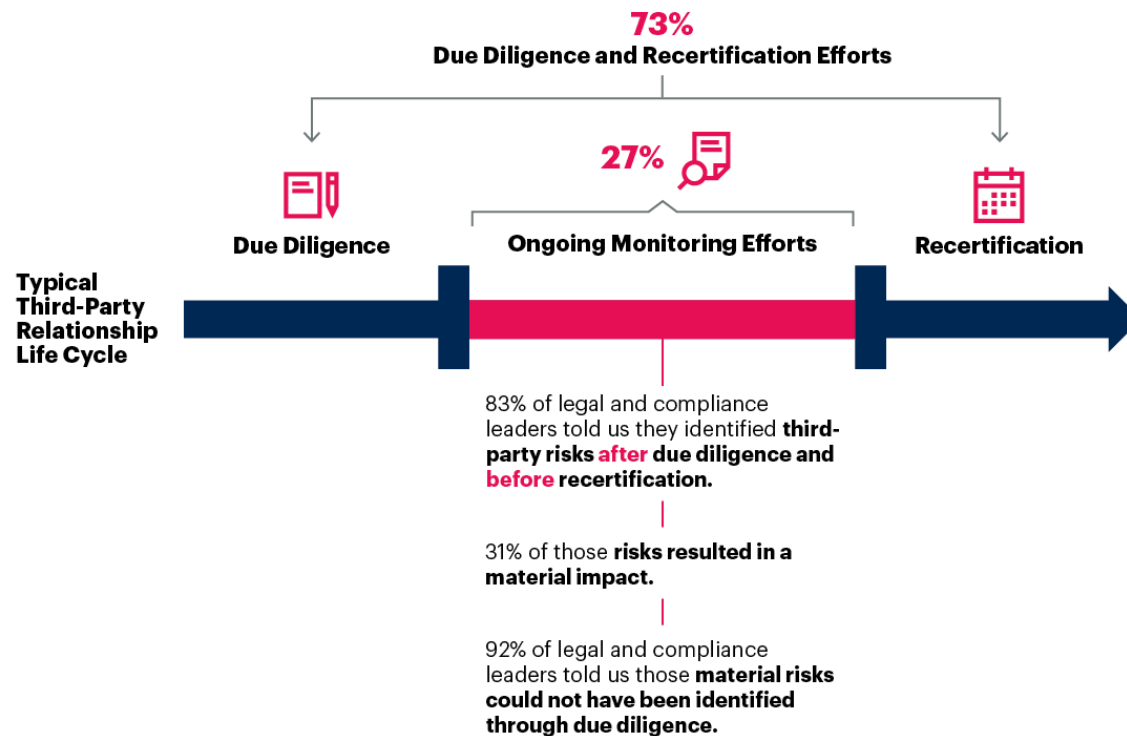 73%
Due Diligence and Recertification Efforts
27%
Due Diligence
Ongoing Monitoring Efforts
Recertification
Typical
Third-Party
Relationship
Life Cycle
83% of legal and compliance
leaders told us they identified third-
party risks after due diligence and
before recertification.
31% of those risks resulted in a
material impact.
92% of legal and compliance
leaders told us those material risks
could not have been identified
through due diligence.